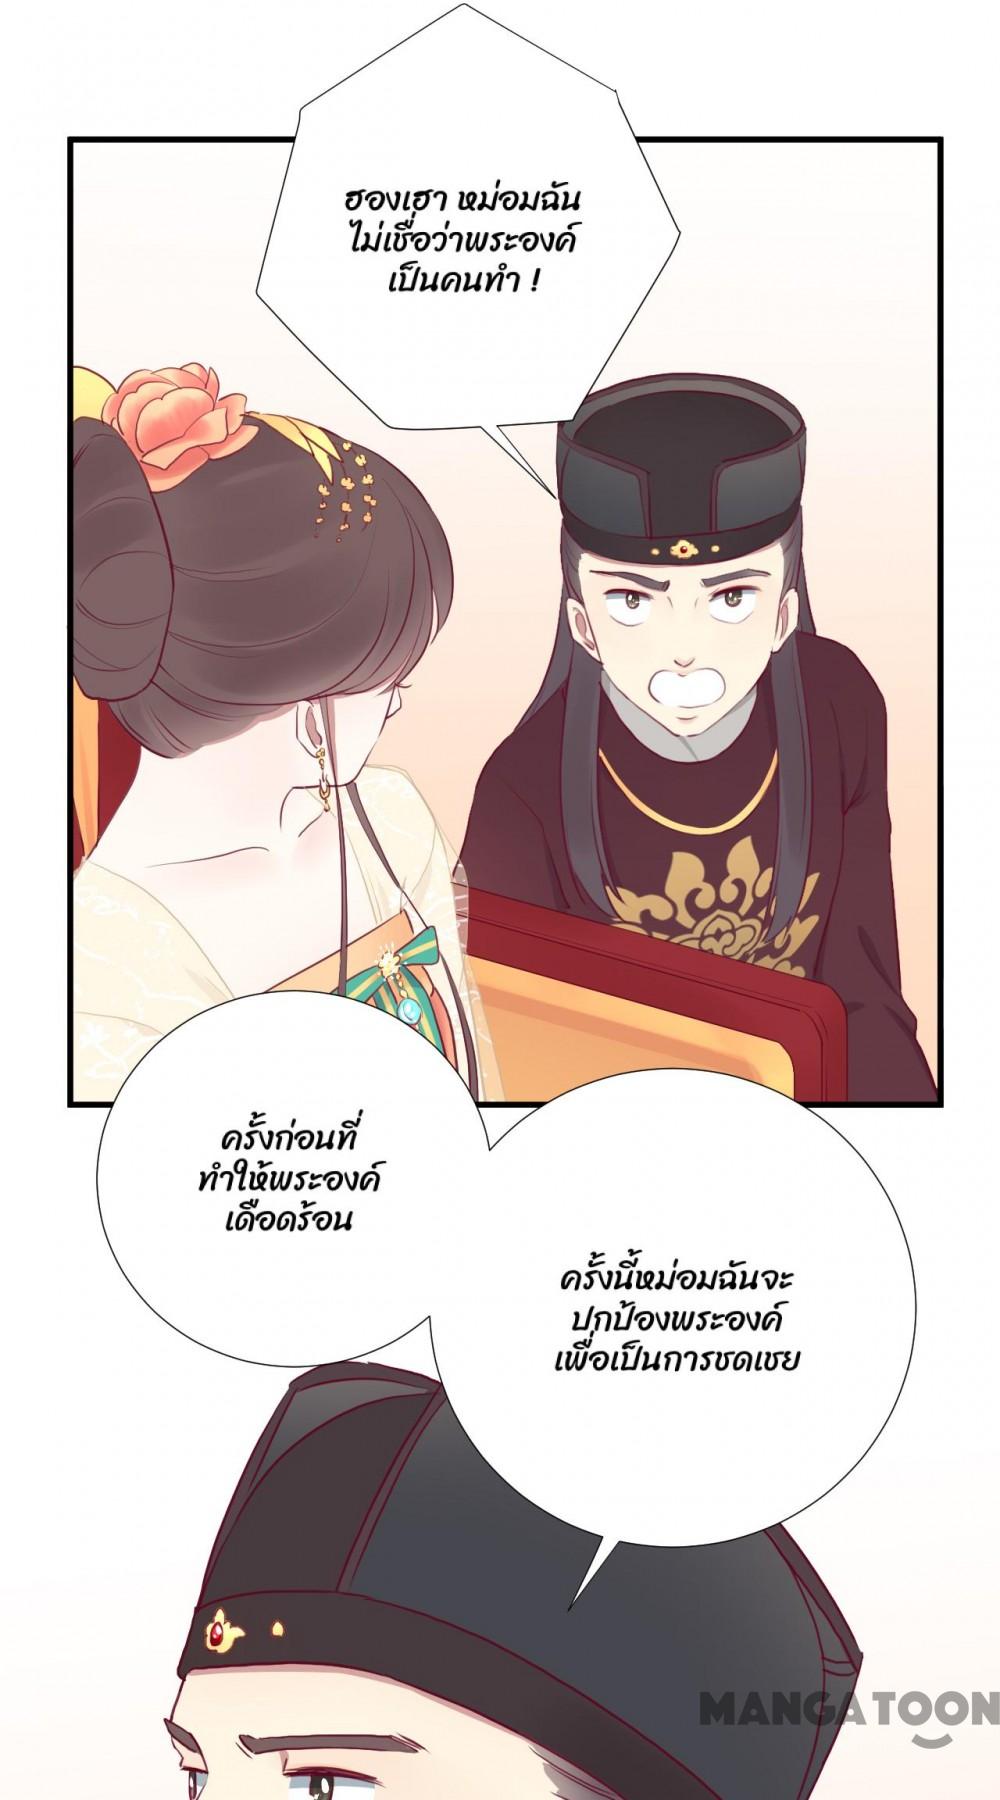 ฮองเฮา หม่อมฉัน
ไม่เชื่อว่าพระองค์
เป็นคนทำ !
ครั้งก่อนที่
ทำให้พระองค์
เดือดร้อน
ครั้งนี้หม่อมฉันจะ
ปกป้องพระองค์
เพื่อเป็นการชดเชย
MANGATOON